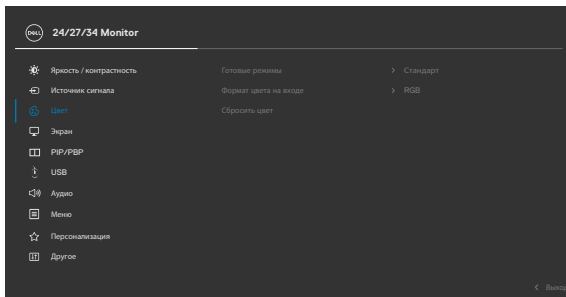 DELL 24/27/34 Monitor
Яркость / контрастность Готовые режимы > Стандарт
Источник сигнала Формат цвета на входе > RGB
Цвет Сбросить цвет
Экран
PIP/PBP
USB
Аудио
Меню
Персонализация
Другое
< Выход